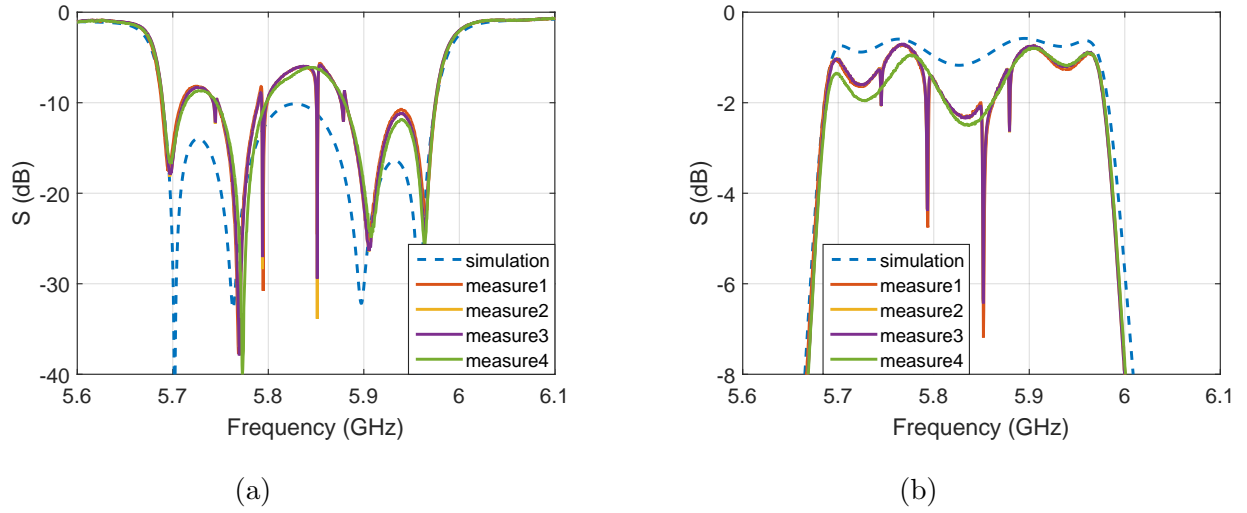 0
-10
-20
-30
-40
S (dB)
5.6
5.7
5.8
5.9
6
6.1
Frequency (GHz)
simulation
measure1
measure2
measure3
measure4
(a)
0
-2
-4
-6
-8
S (dB)
5.6
5.7
5.8
5.9
6
6.1
Frequency (GHz)
simulation
measure1
measure2
measure3
measure4
(b)